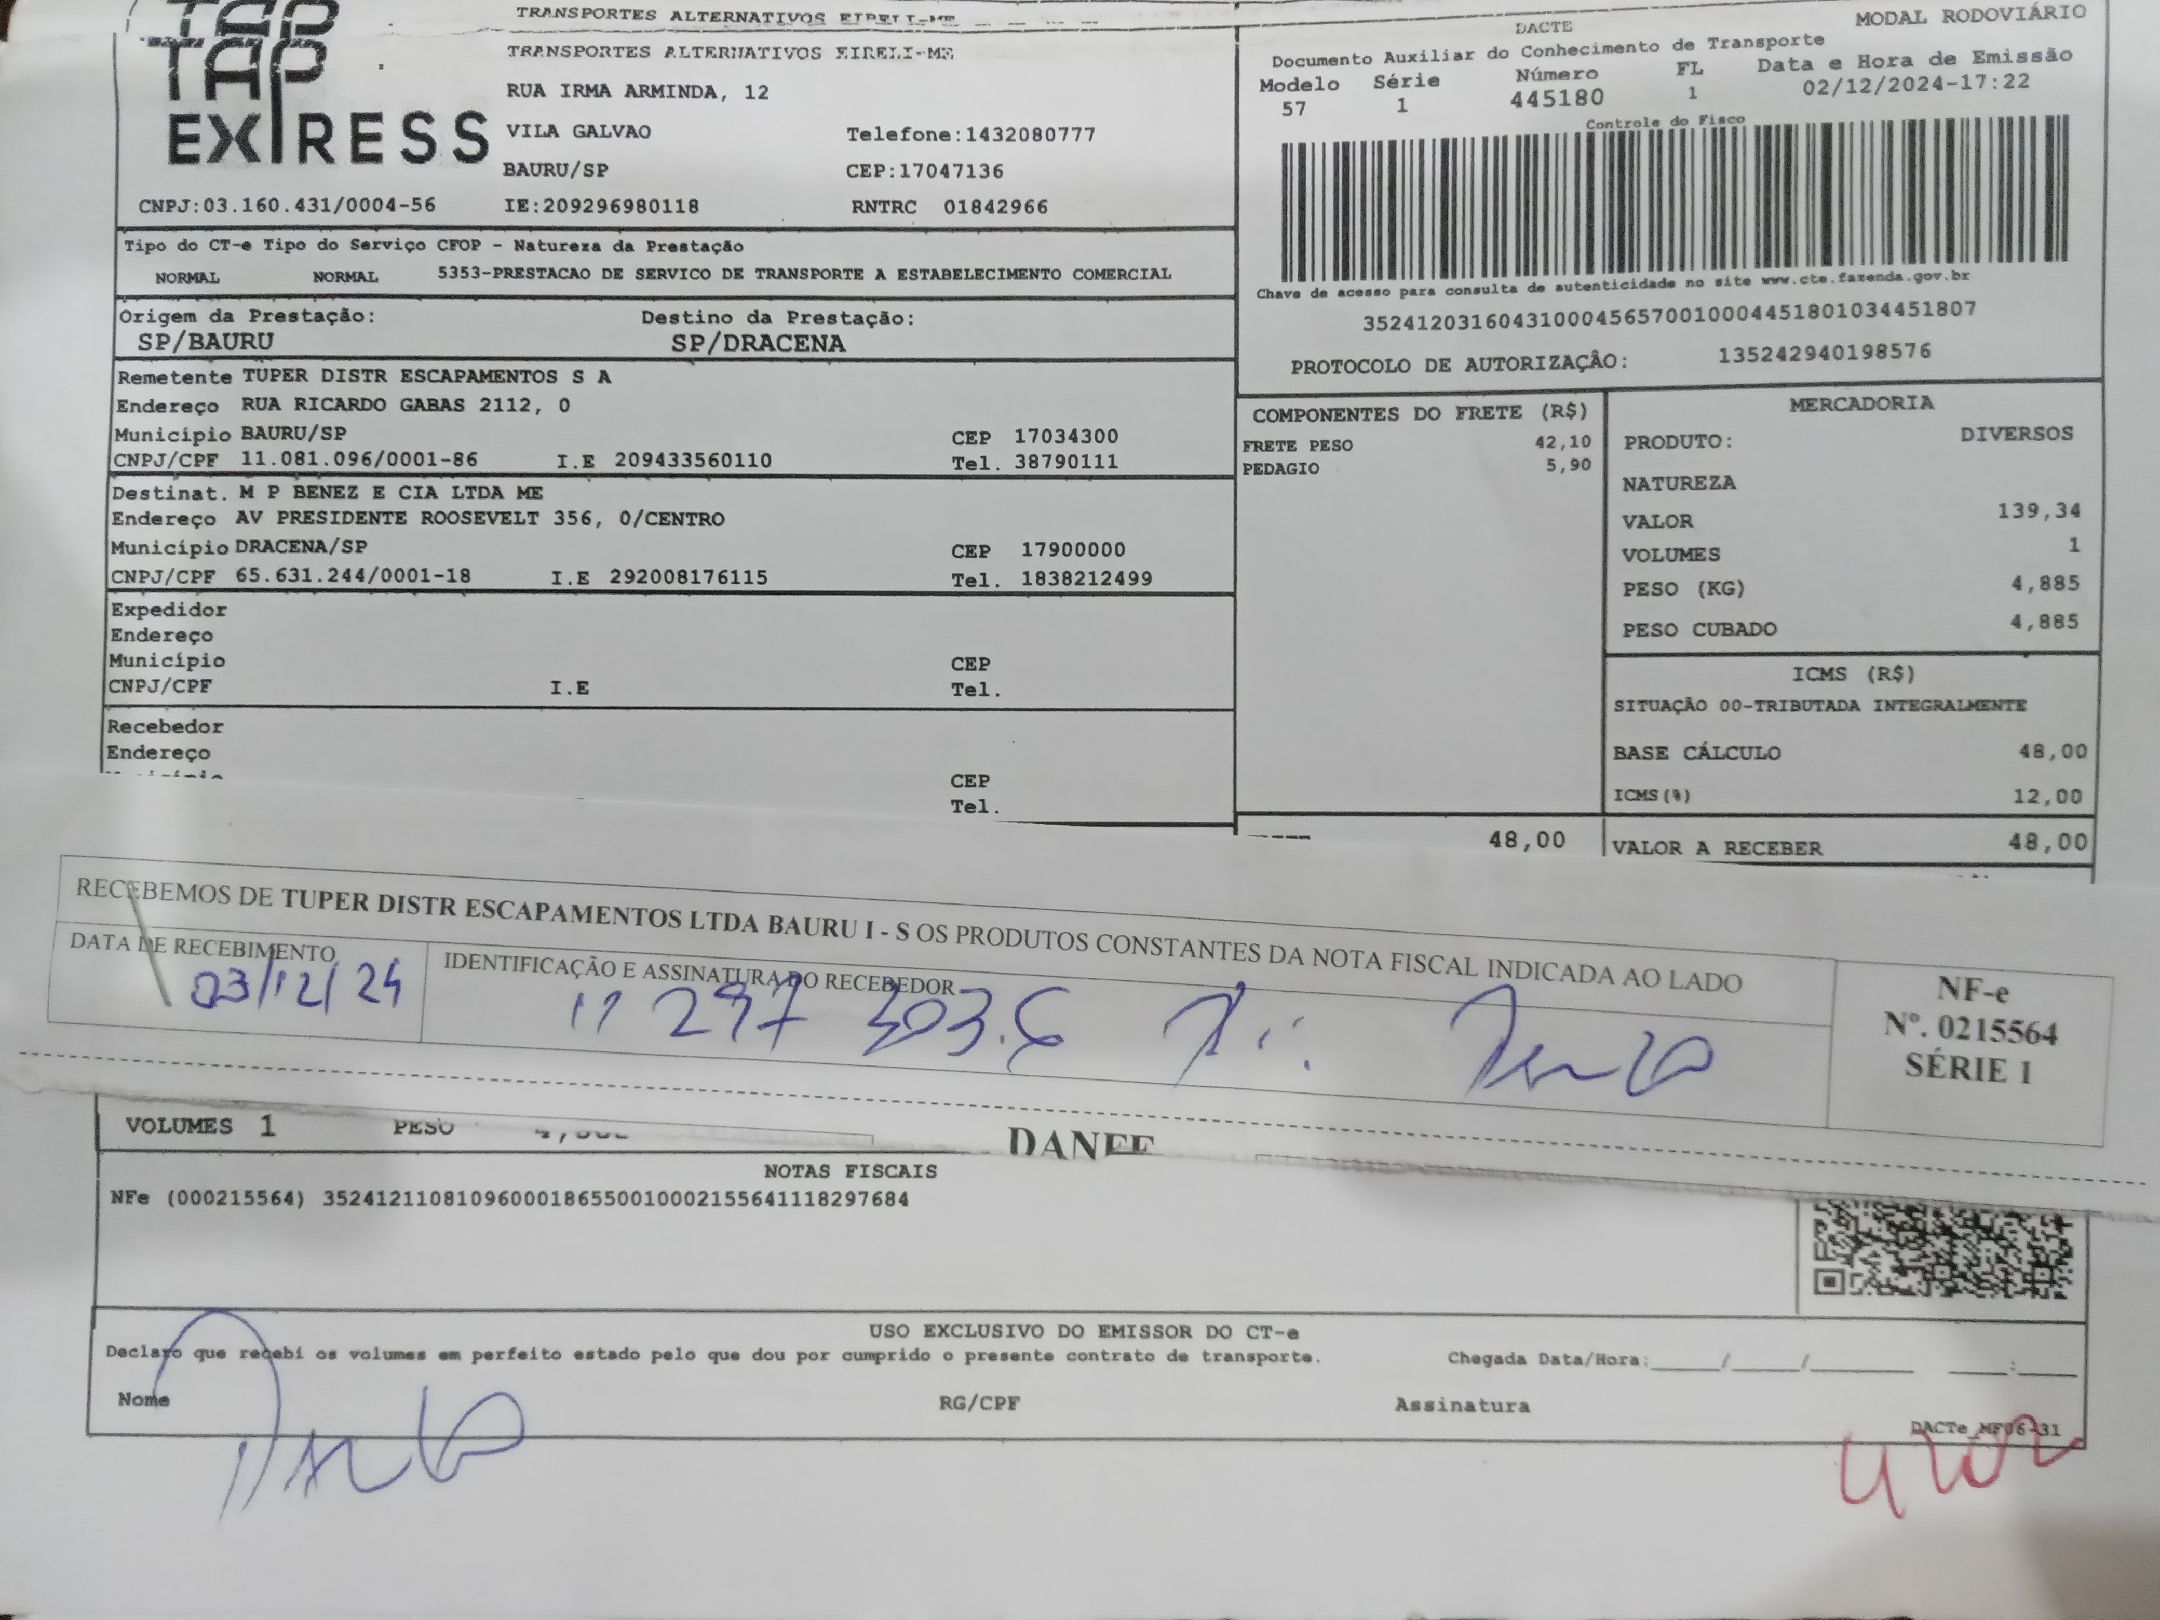 TAP
TAP
EXPRESS
TRANSPORTES ALTERNATIVOS EIRELI-ME
TRANSPORTES ALTERNATIVOS EIRELI-ME
RUA IRMA ARMINDA, 12
VILA GALVAO Telefone:1432080777
BAURU/SP CEP:17047136
CNPJ:03.160.431/0004-56 IE:209296980118 RNTRC 01842966
DACTE MODAL RODOVIÁRIO
Documento Auxiliar do Conhecimento de Transporte
Modelo Série Número FL Data e Hora de Emissão
57 1 445180 1 02/12/2024-17:22
Controle do Fisco
Chave de acesso para consulta de autenticidade no site www.cte.fazenda.gov.br
35241203160431000456570010004451801034451807
PROTOCOLO DE AUTORIZAÇÃO: 135242940198576
Tipo do CT-e Tipo do Serviço CFOP - Natureza da Prestação
NORMAL NORMAL 5353-PRESTACAO DE SERVICO DE TRANSPORTE A ESTABELECIMENTO COMERCIAL
Origem da Prestação: Destino da Prestação:
SP/BAURU SP/DRACENA
Remetente TUPER DISTR ESCAPAMENTOS S A
Endereço RUA RICARDO GABAS 2112, 0
Município BAURU/SP CEP 17034300
CNPJ/CPF 11.081.096/0001-86 I.E 209433560110 Tel. 38790111
Destinat. M P BENEZ E CIA LTDA ME
Endereço AV PRESIDENTE ROOSEVELT 356, 0/CENTRO
Município DRACENA/SP CEP 17900000
CNPJ/CPF 65.631.244/0001-18 I.E 292008176115 Tel. 1838212499
Expedidor
Endereço
Município CEP
CNPJ/CPF I.E Tel.
Recebedor
Endereço
CEP
Tel.
COMPONENTES DO FRETE (R$)
FRETE PESO 42,10
PEDAGIO 5,90
48,00
MERCADORIA
PRODUTO: DIVERSOS
NATUREZA
VALOR 139,34
VOLUMES 1
PESO (KG) 4,885
PESO CUBADO 4,885
ICMS (R$)
SITUAÇÃO 00-TRIBUTADA INTEGRALMENTE
BASE CÁLCULO 48,00
ICMS(%) 12,00
VALOR A RECEBER 48,00
RECEBEMOS DE TUPER DISTR ESCAPAMENTOS LTDA BAURU I - S OS PRODUTOS CONSTANTES DA NOTA FISCAL INDICADA AO LADO
DATA DE RECEBIMENTO IDENTIFICAÇÃO E ASSINATURA DO RECEBEDOR
03/12/24 11 297 303.6
NF-e
Nº. 0215564
SÉRIE 1
VOLUMES 1 PESO
DANFE
NOTAS FISCAIS
NFe (000215564) 35241211081096000186550010002155641118297684
USO EXCLUSIVO DO EMISSOR DO CT-e
Declaro que recebi os volumes em perfeito estado pelo que dou por cumprido o presente contrato de transporte. Chegada Data/Hora:_____/_____/_______ ____:____
Nome RG/CPF Assinatura
DACTe_MF06-31